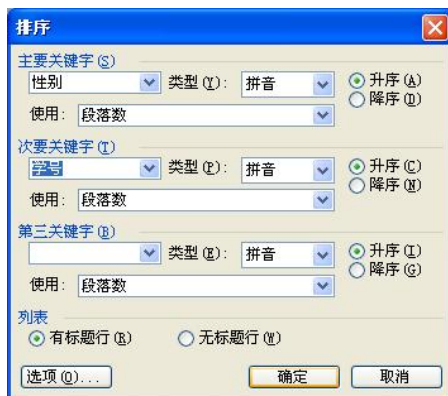 排序
主要关键字(S)
性别 类型(Y): 拼音 升序(A)
降序(D)
使用: 段落数
次要关键字(T)
学号 类型(P): 拼音 升序(C)
降序(N)
使用: 段落数
第三关键字(B)
类型(E): 拼音 升序(I)
降序(G)
使用: 段落数
列表
有标题行(R) 无标题行(W)
选项(O)... 确定 取消